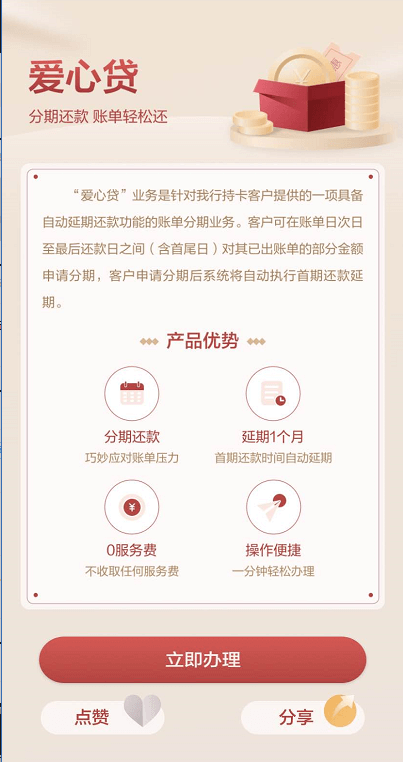 爱心贷
分期还款 账单轻松还
“爱心贷”业务是针对我行持卡客户提供的一项具备
自动延期还款功能的账单分期业务。客户可在账单日次日
至最后还款日之间（含首尾日）对其已出账单的部分金额
申请分期，客户申请分期后系统将自动执行首期还款延
期。
产品优势
分期还款 延期1个月
巧妙应对账单压力 首期还款时间自动延期
¥
0服务费 操作便捷
不收取任何服务费 一分钟轻松办理
立即办理
点赞 分享